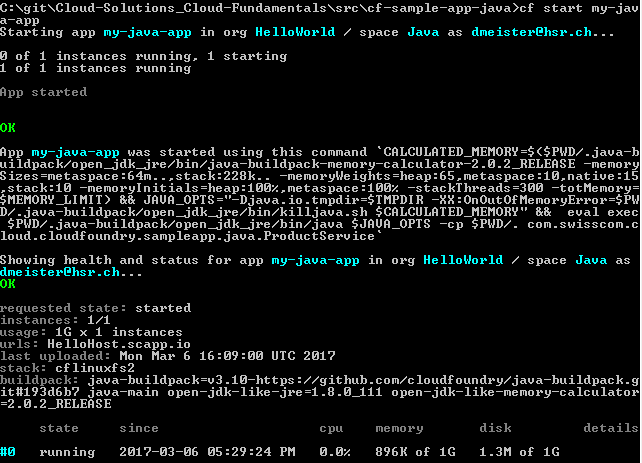 C:\git\Cloud-Solutions_Cloud-Fundamentals\src\cf-sample-app-java>cf start my-jav
a-app
Starting app my-java-app in org HelloWorld / space Java as dmeister@hsr.ch...
0 of 1 instances running, 1 starting
1 of 1 instances running
App started
OK
App my-java-app was started using this command `CALCULATED_MEMORY=$($PWD/.java-b
uildpack/open_jdk_jre/bin/java-buildpack-memory-calculator-2.0.2_RELEASE -memory
Sizes=metaspace:64m..,stack:228k.. -memoryWeights=heap:65,metaspace:10,native:15
,stack:10 -memoryInitials=heap:100%,metaspace:100% -stackThreads=300 -totMemory=
$MEMORY_LIMIT) && JAVA_OPTS="-Djava.io.tmpdir=$TMPDIR -XX:OnOutOfMemoryError=$PW
D/.java-buildpack/open_jdk_jre/bin/killjava.sh $CALCULATED_MEMORY" &&  eval exec
 $PWD/.java-buildpack/open_jdk_jre/bin/java $JAVA_OPTS -cp $PWD/. com.swisscom.c
loud.cloudfoundry.sampleapp.java.ProductService`
Showing health and status for app my-java-app in org HelloWorld / space Java as
dmeister@hsr.ch...
OK
requested state: started
instances: 1/1
usage: 1G x 1 instances
urls: HelloHost.scapp.io
last uploaded: Mon Mar 6 16:09:00 UTC 2017
stack: cflinuxfs2
buildpack: java-buildpack=v3.10-https://github.com/cloudfoundry/java-buildpack.g
it#193d6b7 java-main open-jdk-like-jre=1.8.0_111 open-jdk-like-memory-calculator
=2.0.2_RELEASE
state since cpu memory disk details
#0 running 2017-03-06 05:29:24 PM 0.0% 896K of 1G 1.3M of 1G